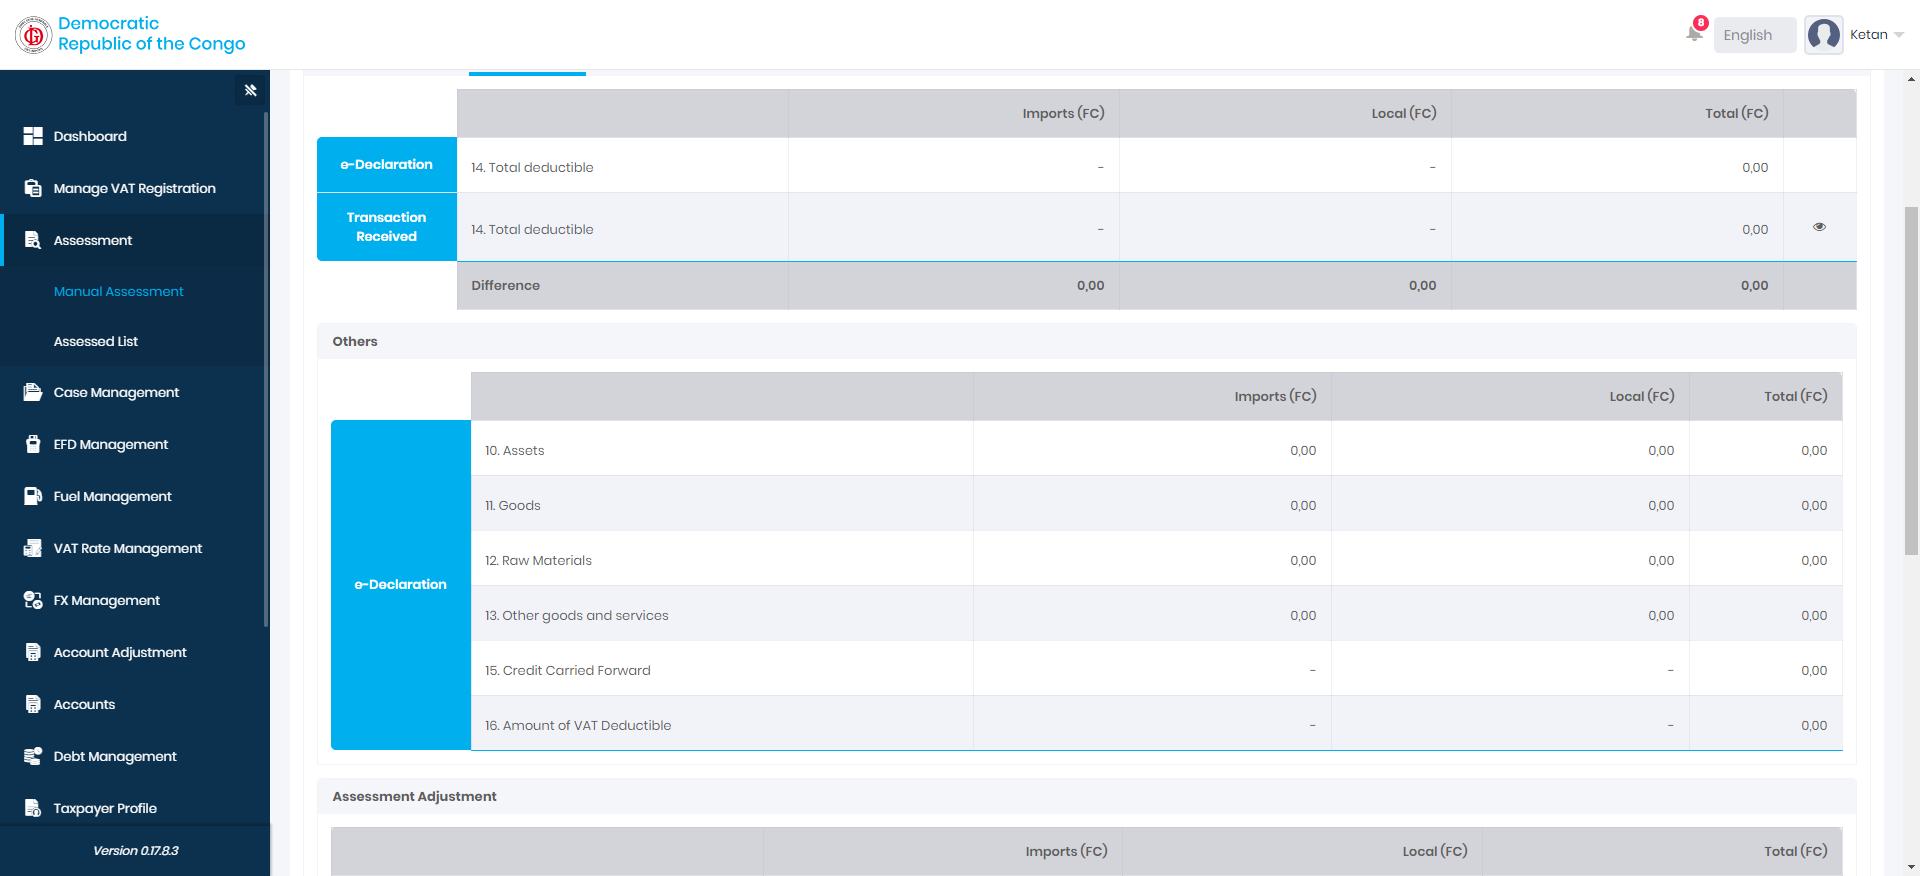 Democratic
Republic of the Congo
8
English
Ketan
Dashboard
Manage VAT Registration
Assessment
Manual Assessment
Assessed List
Case Management
EFD Management
Fuel Management
VAT Rate Management
FX Management
Account Adjustment
Accounts
Debt Management
Taxpayer Profile
Version 0.17.8.3
Imports (FC) Local (FC) Total (FC)
e-Declaration 14. Total deductible - - 0,00
Transaction
Received
14. Total deductible - - 0,00
Difference 0,00 0,00 0,00
Others
Imports (FC) Local (FC) Total (FC)
e-Declaration
10. Assets 0,00 0,00 0,00
11. Goods 0,00 0,00 0,00
12. Raw Materials 0,00 0,00 0,00
13. Other goods and services 0,00 0,00 0,00
15. Credit Carried Forward - - 0,00
16. Amount of VAT Deductible - - 0,00
Assessment Adjustment
Imports (FC) Local (FC) Total (FC)